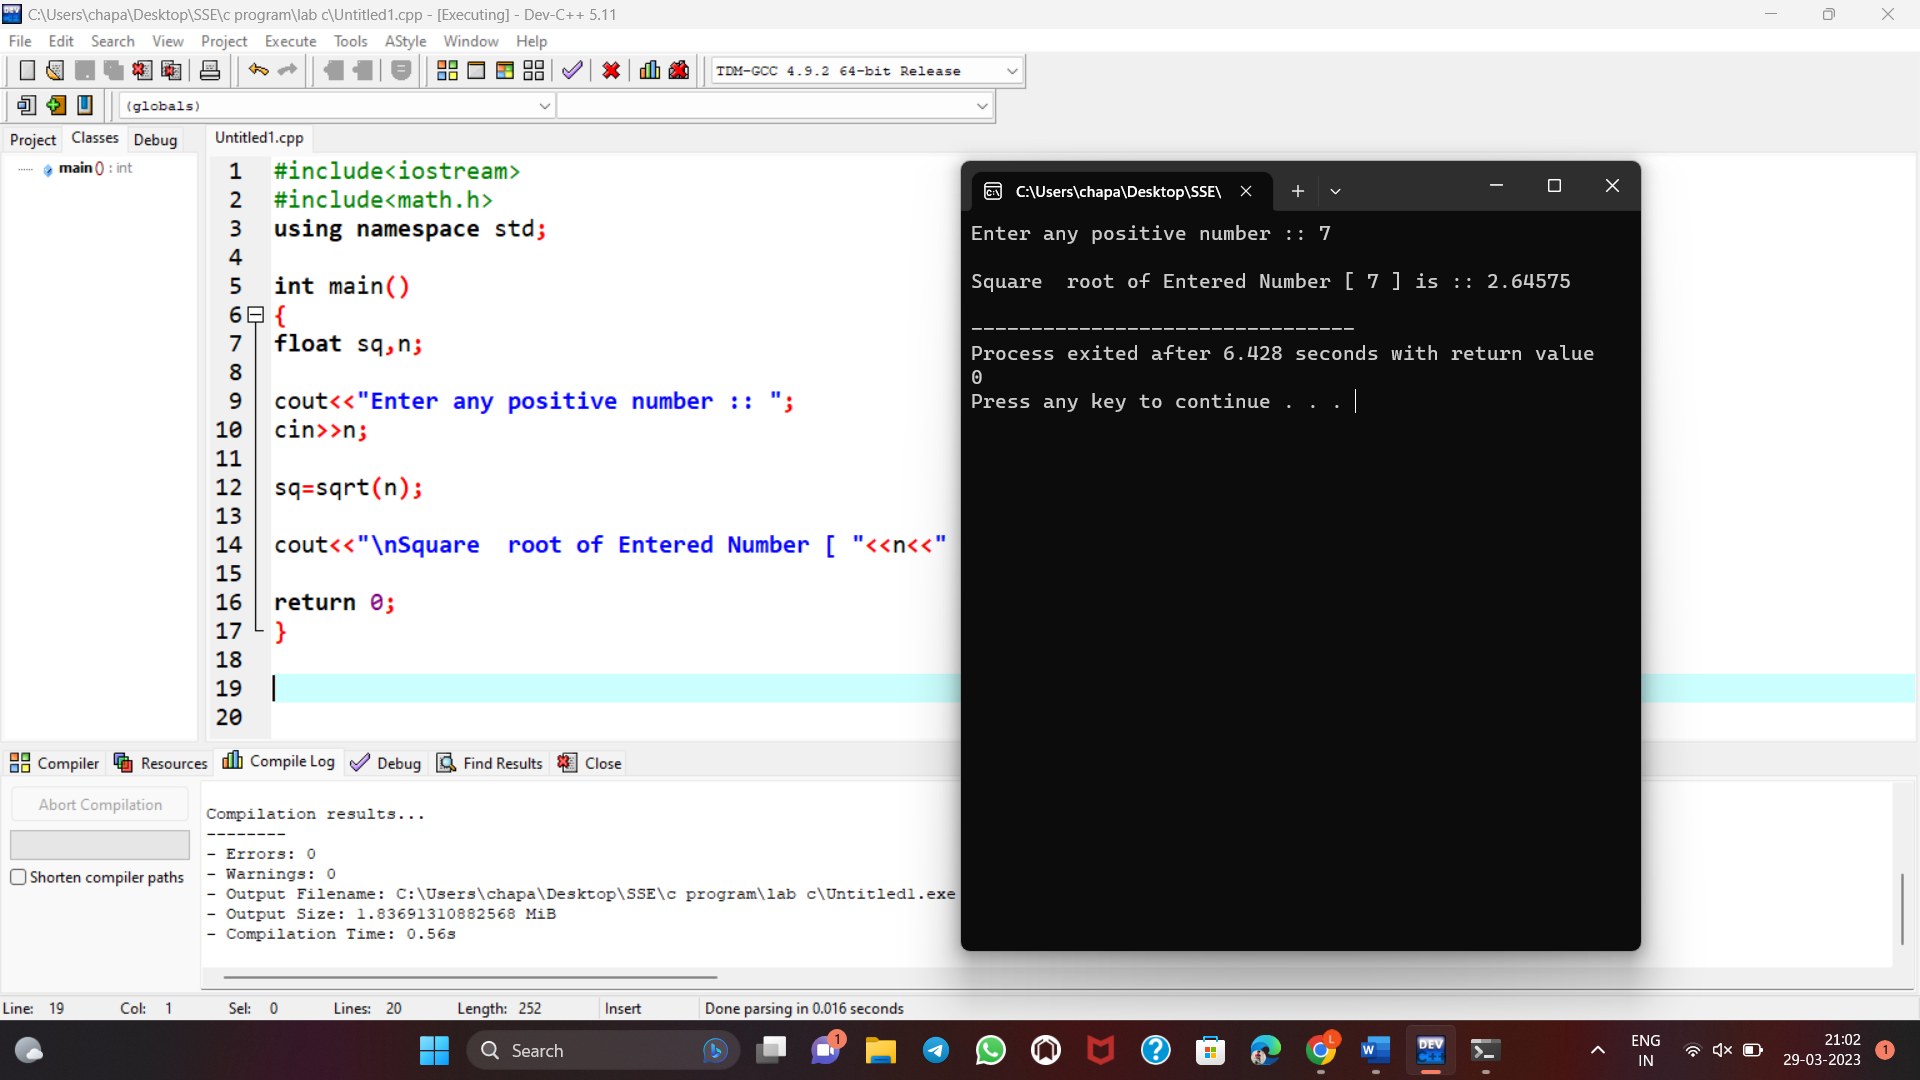 C:\Users\chapa\Desktop\SSE\c program\lab c\Untitled1.cpp - [Executing] - Dev-C++ 5.11
File Edit Search View Project Execute Tools AStyle Window Help
TDM-GCC 4.9.2 64-bit Release
(globals)
Project Classes Debug
Untitled1.cpp
main () : int
1 #include<iostream>
2 #include<math.h>
3 using namespace std;
4
5 int main()
6 {
7 float sq,n;
8
9 cout<<"Enter any positive number :: ";
10 cin>>n;
11
12 sq=sqrt(n);
13
14 cout<<"\nSquare  root of Entered Number [ "<<n<<"
15
16 return 0;
17 }
18
19
20
C:\Users\chapa\Desktop\SSE\
Enter any positive number :: 7
Square  root of Entered Number [ 7 ] is :: 2.64575
--------------------------------
Process exited after 6.428 seconds with return value
0
Press any key to continue . . .
Compiler Resources Compile Log Debug Find Results Close
Abort Compilation
Shorten compiler paths
Compilation results...
--------
- Errors: 0
- Warnings: 0
- Output Filename: C:\Users\chapa\Desktop\SSE\c program\lab c\Untitled1.exe
- Output Size: 1.83691310882568 MiB
- Compilation Time: 0.56s
Line: 19 Col: 1 Sel: 0 Lines: 20 Length: 252 Insert Done parsing in 0.016 seconds
Search
1
L
W
DEV
C++
ENG
IN
21:02
29-03-2023
1